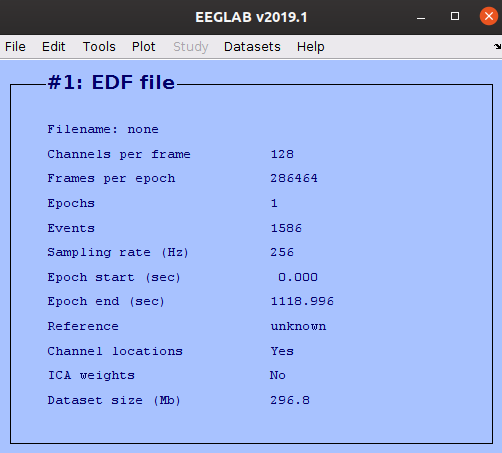 EEGLAB v2019.1
File Edit Tools Plot Study Datasets Help
#1: EDF file
Filename: none
Channels per frame 128
Frames per epoch 286464
Epochs 1
Events 1586
Sampling rate (Hz) 256
Epoch start (sec) 0.000
Epoch end (sec) 1118.996
Reference unknown
Channel locations Yes
ICA weights No
Dataset size (Mb) 296.8